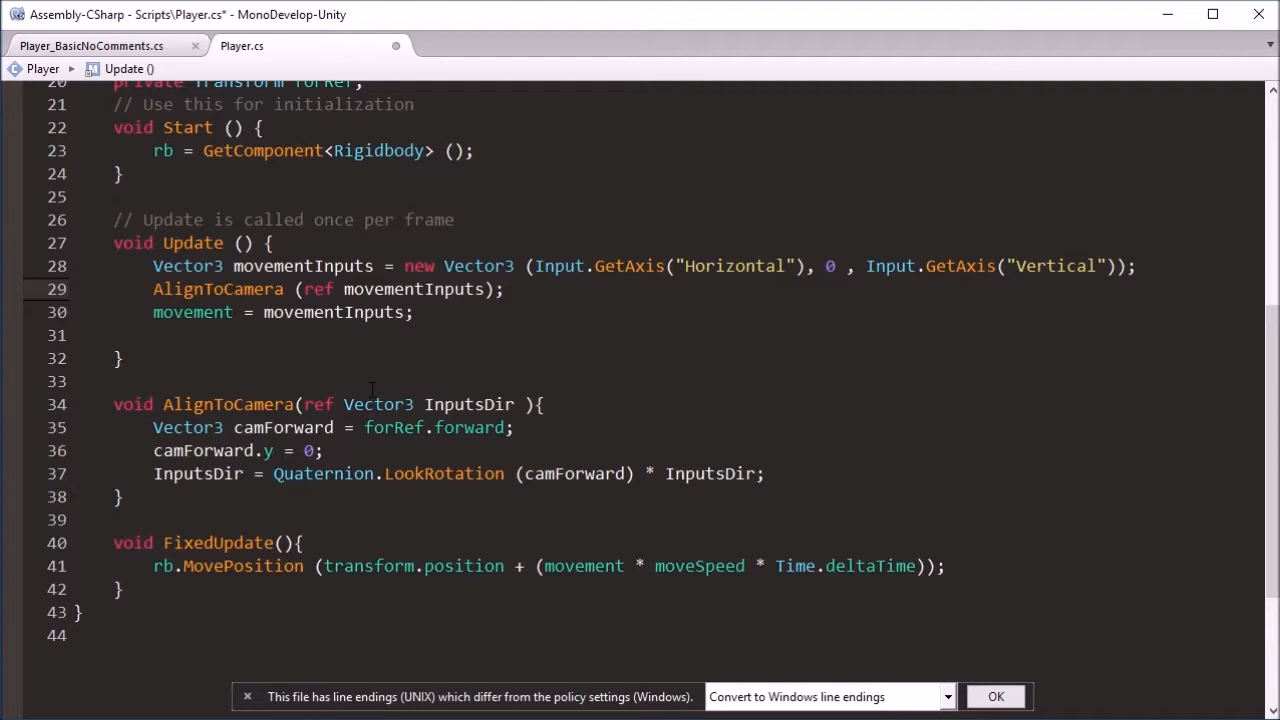 Assembly-CSharp - Scripts\Player.cs* - MonoDevelop-Unity
Player_BasicNoComments.cs
Player.cs
Player
Update ()
20 private Transform forRef;
21 // Use this for initialization
22 void Start () {
23 rb = GetComponent<Rigidbody> ();
24 }
25
26 // Update is called once per frame
27 void Update () {
28 Vector3 movementInputs = new Vector3 (Input.GetAxis("Horizontal"), 0 , Input.GetAxis("Vertical"));
29 AlignToCamera (ref movementInputs);
30 movement = movementInputs;
31
32 }
33
34 void AlignToCamera(ref Vector3 InputsDir ){
35 Vector3 camForward = forRef.forward;
36 camForward.y = 0;
37 InputsDir = Quaternion.LookRotation (camForward) * InputsDir;
38 }
39
40 void FixedUpdate(){
41 rb.MovePosition (transform.position + (movement * moveSpeed * Time.deltaTime));
42 }
43 }
44
This file has line endings (UNIX) which differ from the policy settings (Windows). Convert to Windows line endings OK